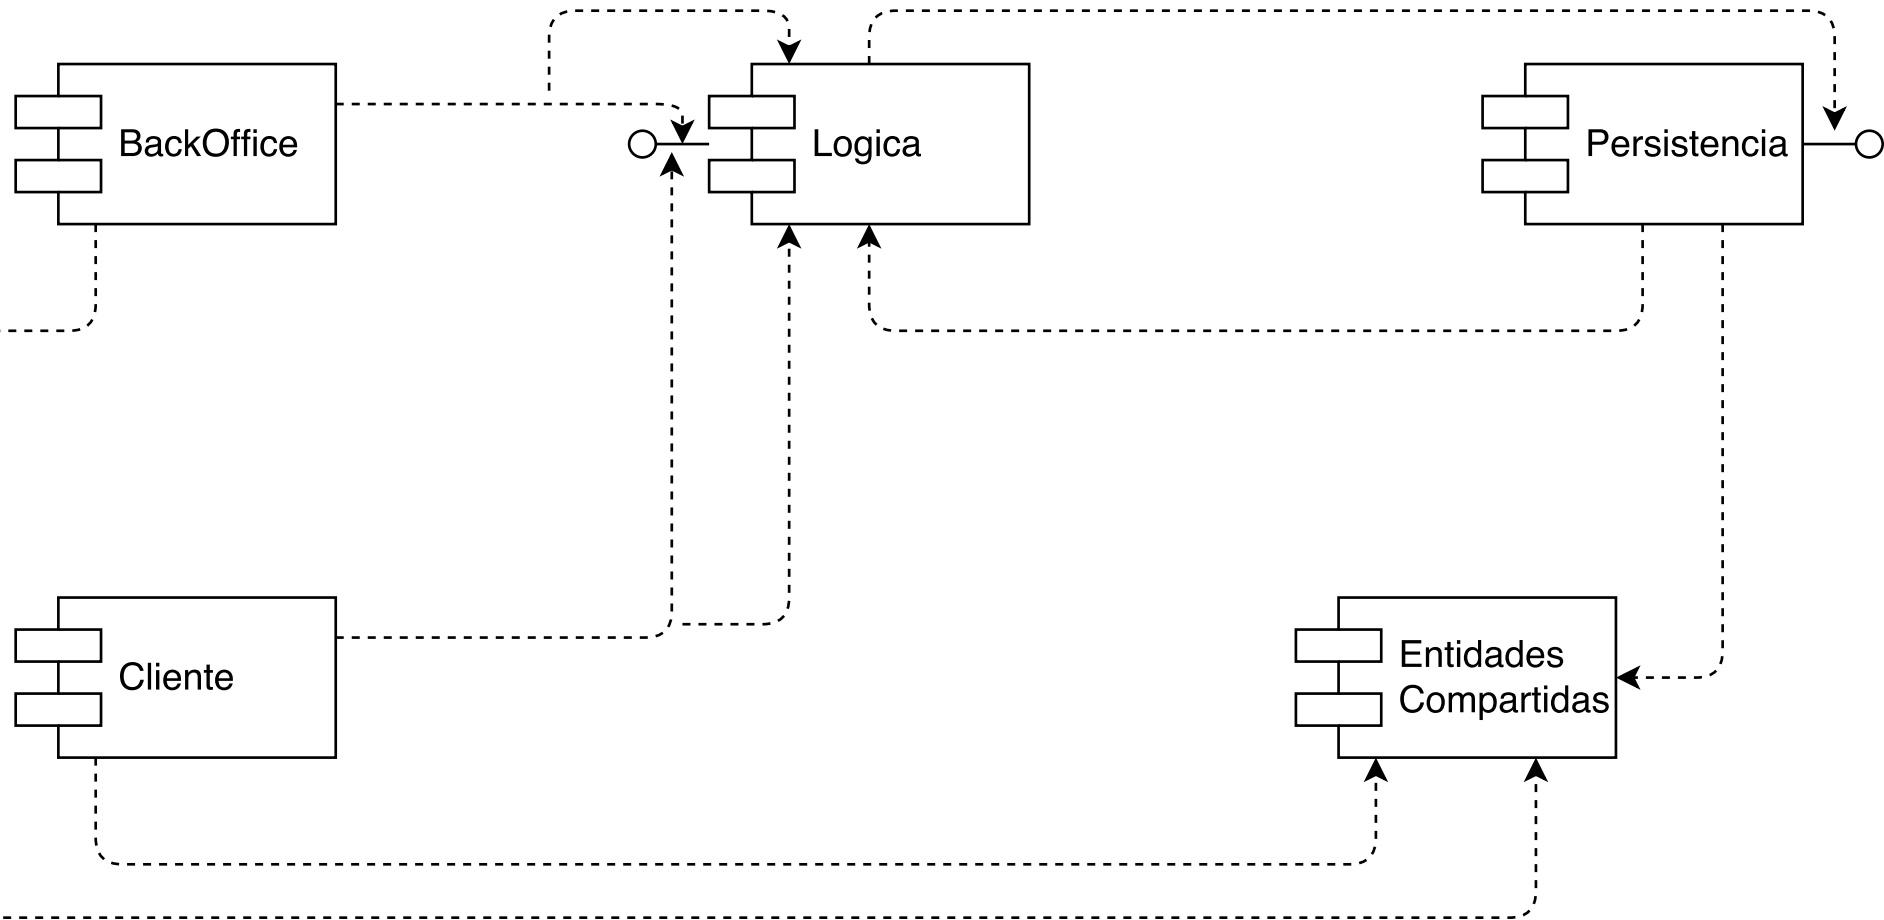 BackOffice
Logica
Persistencia
Cliente
Entidades
Compartidas